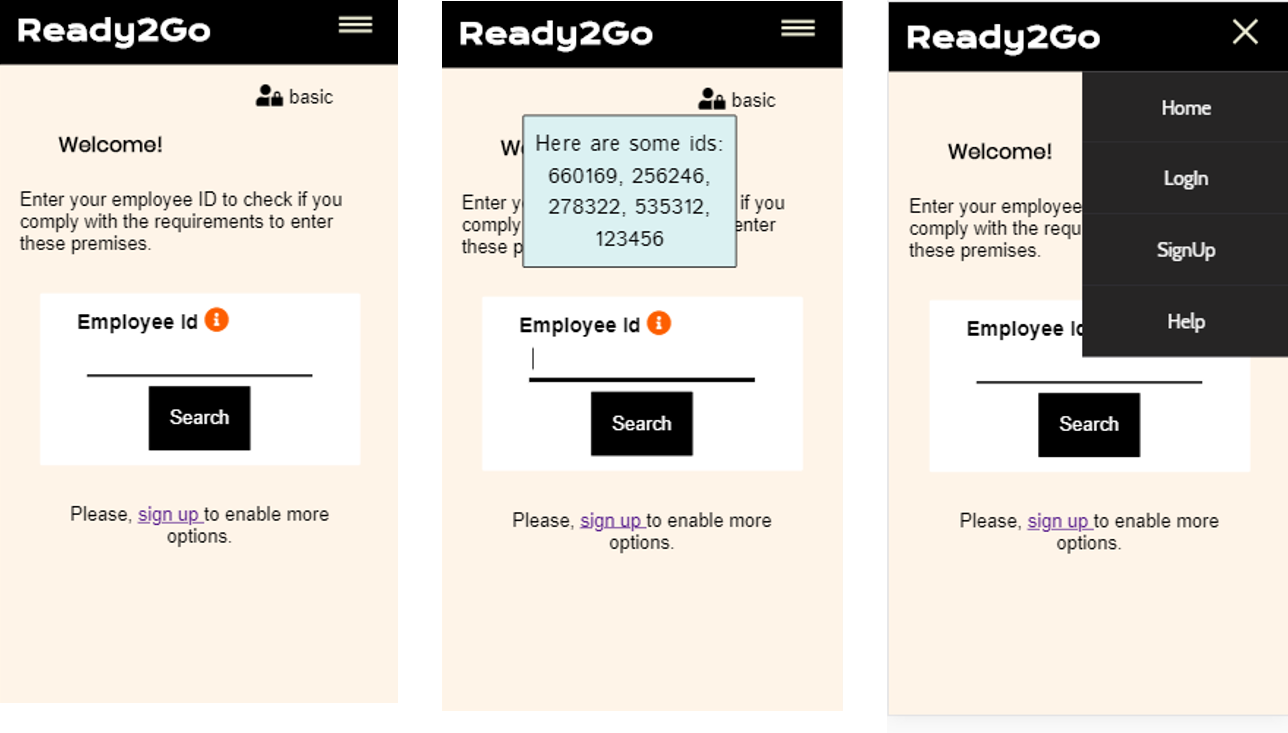 Ready2Go
basic
Welcome!
Enter your employee ID to check if you
comply with the requirements to enter
these premises.
Employee Id
Search
Please, sign up to enable more
options.
Ready2Go
basic
Here are some ids:
660169, 256246,
278322, 535312,
123456
Enter y if you
comply enter
these p
Employee Id
Search
Please, sign up to enable more
options.
Ready2Go
Home
LogIn
SignUp
Help
Welcome!
Enter your employee
comply with the requ
these premises.
Employee Id
Search
Please, sign up to enable more
options.